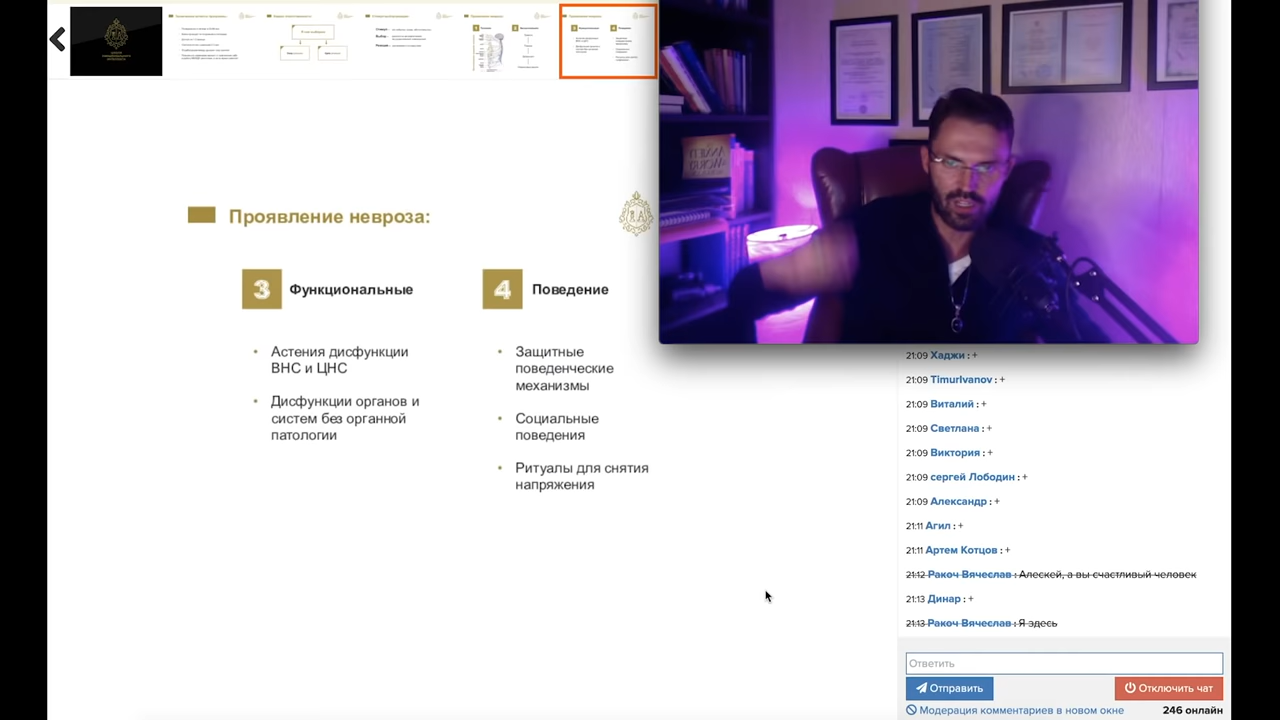 Проявление невроза:
3 Функциональные
• Астения дисфункции
ВНС и ЦНС
• Дисфункции органов и
систем без органной
патологии
4 Поведение
• Защитные
поведенческие
механизмы
• Социальные
поведения
• Ритуалы для снятия
напряжения
21:09 Хаджи : +
21:09 TimurIvanov : +
21:09 Виталий : +
21:09 Светлана : +
21:09 Виктория : +
21:09 сергей Лободин : +
21:09 Александр : +
21:11 Агил : +
21:11 Артем Котцов : +
21:12 Ракоч Вячеслав : Алескей, а вы счастливый человек
21:13 Динар : +
21:13 Ракоч Вячеслав : Я здесь
Ответить
Отправить
Отключить чат
Модерация комментариев в новом окне
246 онлайн